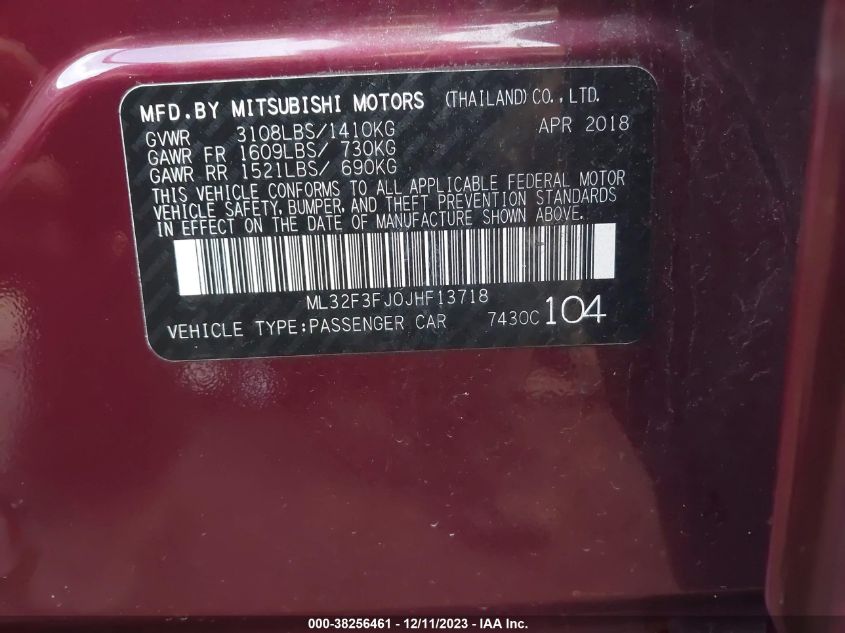 MFD.BY MITSUBISHI MOTORS (THAILAND)CO.,LTD.
GVWR 3108LBS/1410KG APR 2018
GAWR FR 1609LBS/ 730KG
GAWR RR 1521LBS/ 690KG
THIS VEHICLE CONFORMS TO ALL APPLICABLE FEDERAL MOTOR
VEHICLE SAFETY, BUMPER, AND THEFT PREVENTION STANDARDS
IN EFFECT ON THE DATE OF MANUFACTURE SHOWN ABOVE.
ML32F3FJ0JHF13718
VEHICLE TYPE:PASSENGER CAR 7430C 104
000-38256461 - 12/11/2023 - IAA Inc.